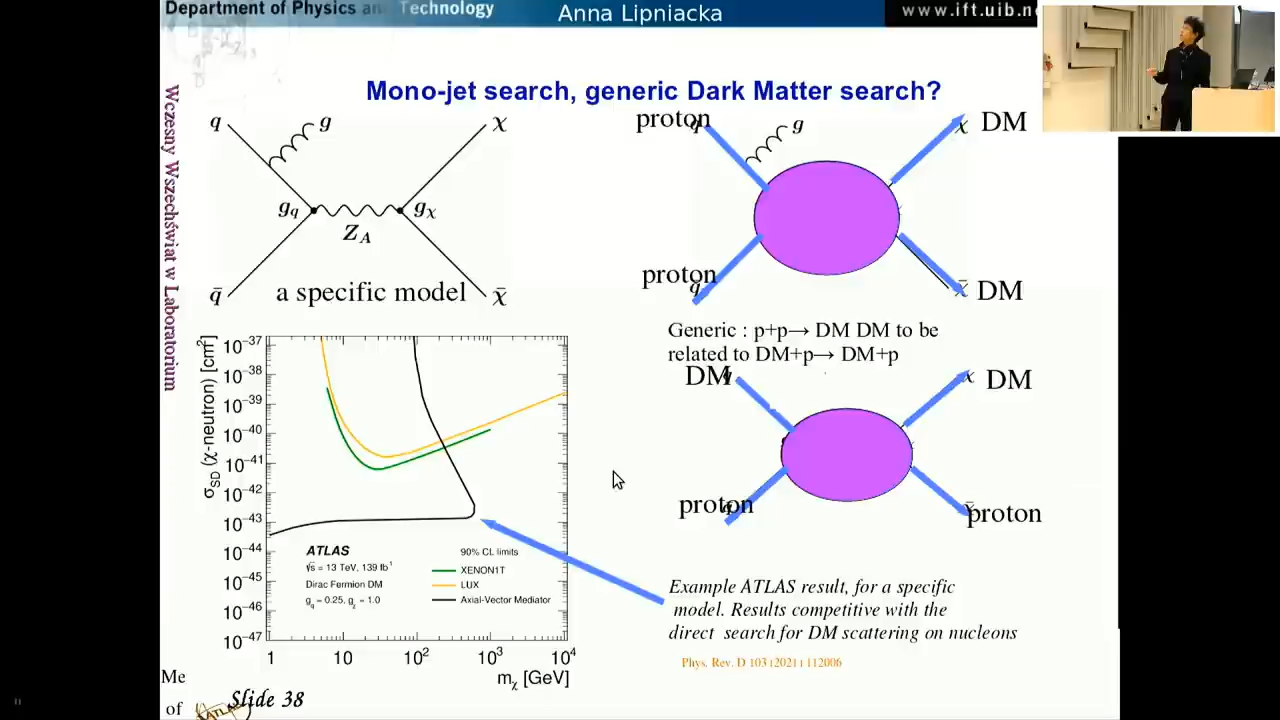 Department of Physics an Technology
Anna Lipniacka
www.ift.uib.n
Wczesny Wszechświat w Laboratorium
Mono-jet search, generic Dark Matter search?
q
g
χ
g_q
g_χ
Z_A
q̄
a specific model
χ̄
proton
g
χ
DM
proton
q
χ̄
DM
Generic : p+p→ DM DM to be
related to DM+p→ DM+p
DM
χ
DM
proton
proton
σ_SD (χ-neutron) [cm²]
10⁻³⁷
10⁻³⁸
10⁻³⁹
10⁻⁴⁰
10⁻⁴¹
10⁻⁴²
10⁻⁴³
10⁻⁴⁴
10⁻⁴⁵
10⁻⁴⁶
10⁻⁴⁷
ATLAS
√s = 13 TeV, 139 fb⁻¹
Dirac Fermion DM
g_q = 0.25, g_χ = 1.0
90% CL limits
XENON1T
LUX
Axial-Vector Mediator
1
10
10²
10³
10⁴
m_χ [GeV]
Example ATLAS result, for a specific
model. Results competitive with the
direct search for DM scattering on nucleons
Phys. Rev. D 103 (2021) 112006
Me
of
Slide 38